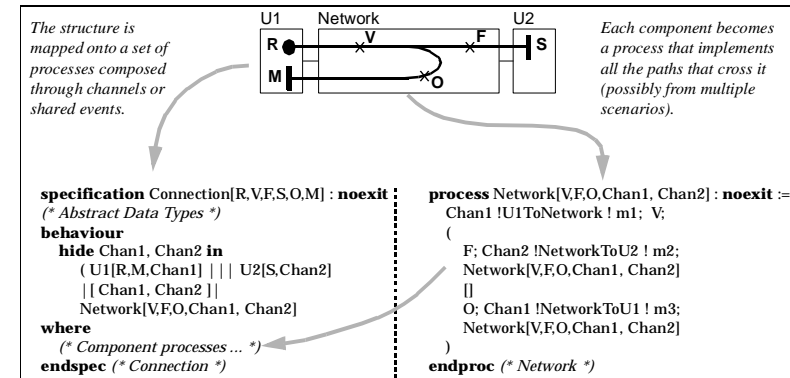 The structure is
mapped onto a set of
processes composed
through channels or
shared events.
U1 Network U2
R V F S
M O
Each component becomes
a process that implements
all the paths that cross it
(possibly from multiple
scenarios).
specification Connection[R,V,F,S,O,M] : noexit
(* Abstract Data Types *)
behaviour
hide Chan1, Chan2 in
( U1[R,M,Chan1] ||| U2[S,Chan2]
|[ Chan1, Chan2 ]|
Network[V,F,O,Chan1, Chan2]
where
(* Component processes ... *)
endspec (* Connection *)
process Network[V,F,O,Chan1, Chan2] : noexit :=
Chan1 !U1ToNetwork ! m1; V;
(
F; Chan2 !NetworkToU2 ! m2;
Network[V,F,O,Chan1, Chan2]
[]
O; Chan1 !NetworkToU1 ! m3;
Network[V,F,O,Chan1, Chan2]
)
endproc (* Network *)